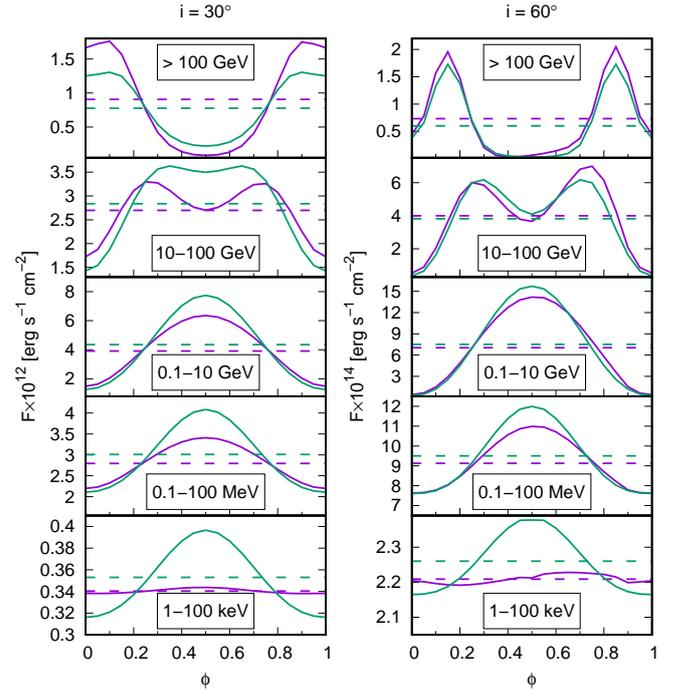 i = 30°
i = 60°
> 100 GeV
1.5
1
0.5
> 100 GeV
2
1.5
1
0.5
10–100 GeV
3.5
3
2.5
2
1.5
10–100 GeV
6
4
2
0.1–10 GeV
8
6
4
2
0.1–10 GeV
15
12
9
6
3
0.1–100 MeV
4
3.5
3
2.5
2
0.1–100 MeV
12
11
10
9
8
7
1–100 keV
0.4
0.38
0.36
0.34
0.32
0.3
1–100 keV
2.3
2.2
2.1
F×10¹² [erg s⁻¹ cm⁻²]
F×10¹⁴ [erg s⁻¹ cm⁻²]
0 0.2 0.4 0.6 0.8 1
0 0.2 0.4 0.6 0.8 1
ϕ
ϕ